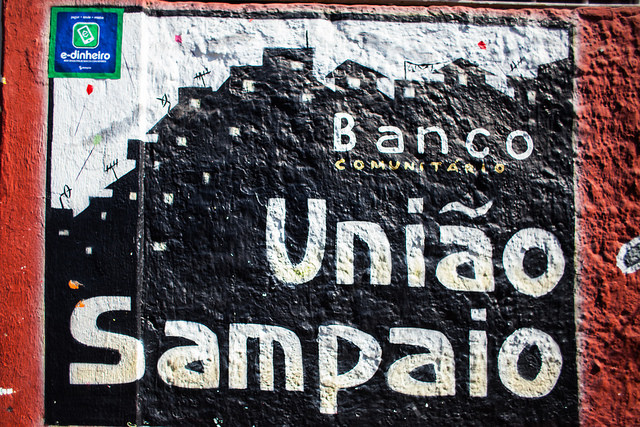 e-dinheiro
Banco
COMUNITÁRIO
União
Sampaio